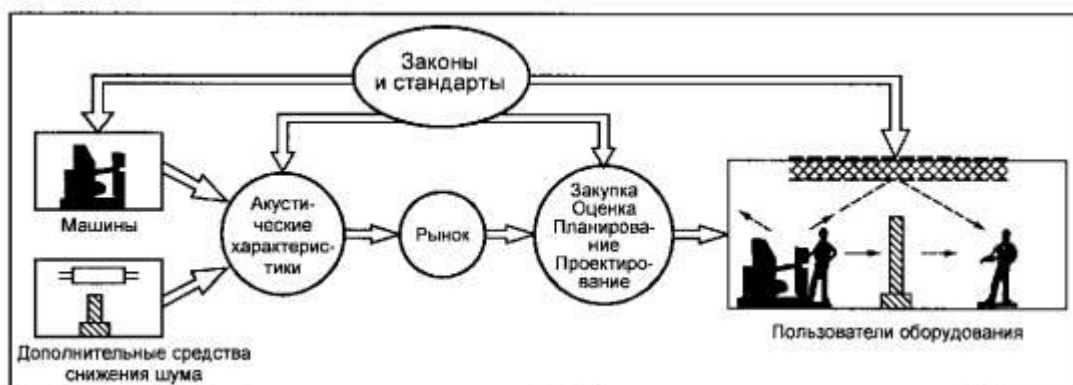 Законы
и стандарты
Машины
Акусти-
ческие
характерис-
тики
Рынок
Закупка
Оценка
Планирова-
ние
Проектиро-
вание
Дополнительные средства
снижения шума
Пользователи оборудования